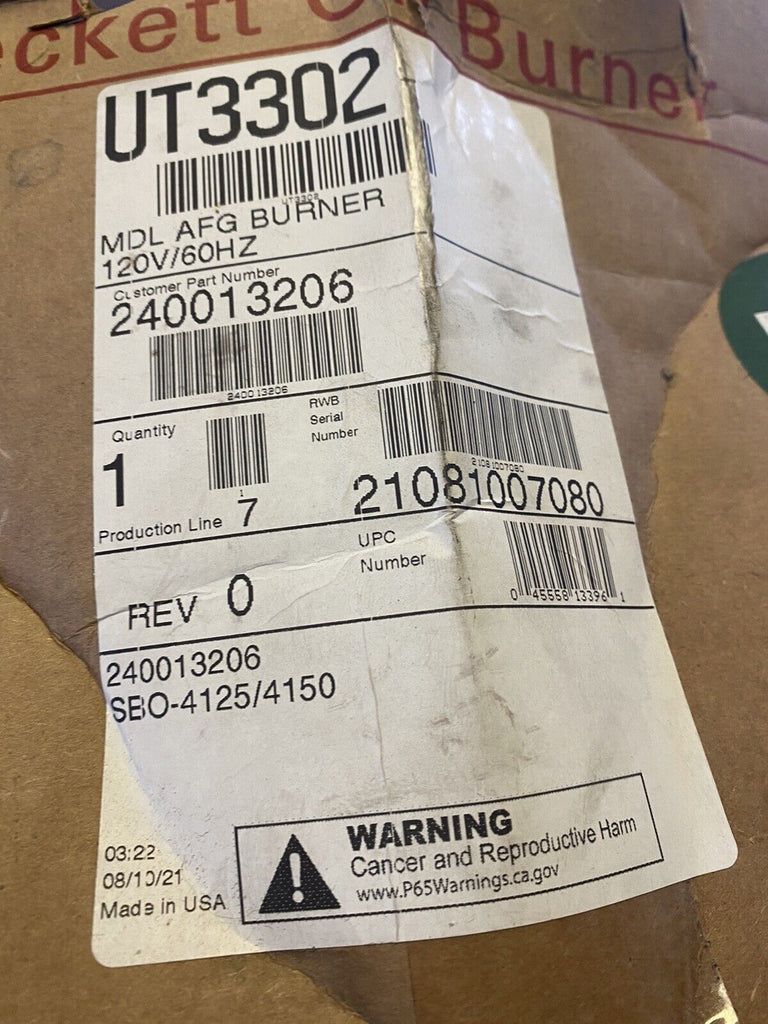 eckett Burner
UT3302
UT3302
MDL AFG BURNER
120V/60HZ
Customer Part Number
240013206
240013206
Quantity
1
1
Production Line 7
RWB
Serial
Number
21081007080
21081007080
UPC
Number
0 45558 13396 1
REV 0
240013206
SBO-4125/4150
03:22
08/10/21
Made in USA
WARNING
Cancer and Reproductive Harm
www.P65Warnings.ca.gov